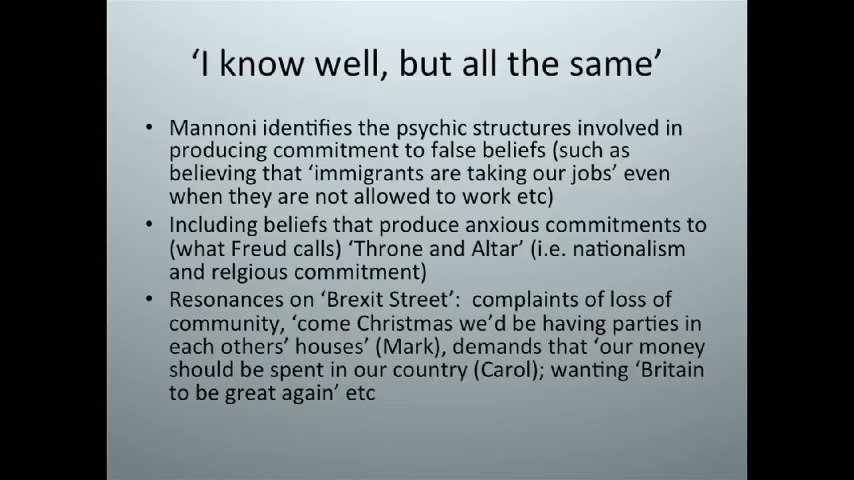 ‘I know well, but all the same’
• Mannoni identifies the psychic structures involved in
producing commitment to false beliefs (such as
believing that ‘immigrants are taking our jobs’ even
when they are not allowed to work etc)
• Including beliefs that produce anxious commitments to
(what Freud calls) ‘Throne and Altar’ (i.e. nationalism
and relgious commitment)
• Resonances on ‘Brexit Street’:  complaints of loss of
community, ‘come Christmas we’d be having parties in
each others’ houses’ (Mark), demands that ‘our money
should be spent in our country (Carol); wanting ‘Britain
to be great again’ etc